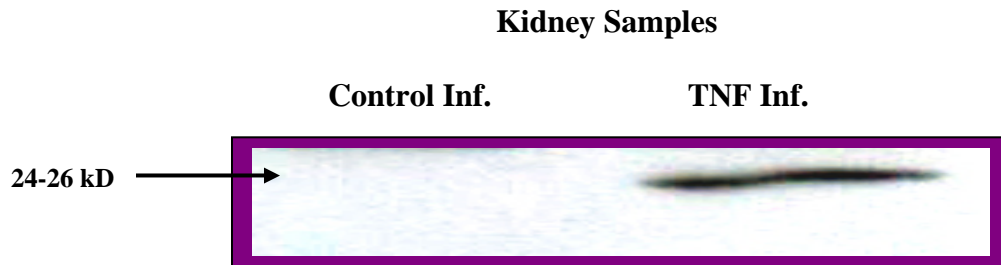 Kidney Samples
Control Inf. TNF Inf.
24-26 kD